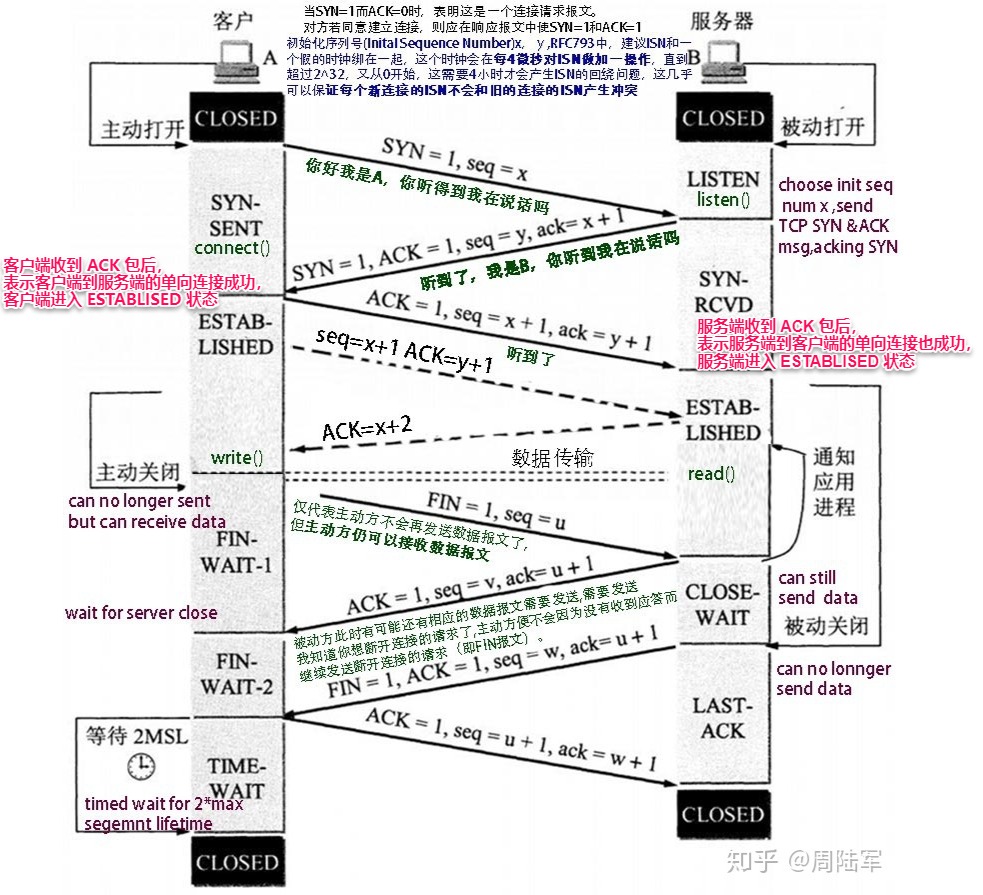 当SYN=1而ACK=0时，表明这是一个连接请求报文。
对方若同意建立连接，则应在响应报文中使SYN=1和ACK=1
初始化序列号(Inital Sequence Number)x， y ,RFC793中，建议ISN和一
个假的时钟绑在一起，这个时钟会在每4微秒对ISN做加一操作，直到
超过2^32，又从0开始，这需要4小时才会产生ISN的回绕问题，这几乎
可以保证每个新连接的ISN不会和旧的连接的ISN产生冲突
客户
A
服务器
B
CLOSED
CLOSED
主动打开
被动打开
SYN = 1, seq = x
你好我是A，你听得到我在说话吗
SYN-
SENT
connect()
LISTEN
listen()
choose init seq
num x ,send
TCP SYN &ACK
msg,acking SYN
SYN = 1, ACK = 1, seq = y, ack= x + 1
听到了，我是B，你听到我在说话吗
客户端收到 ACK 包后，
表示客户端到服务端的单向连接成功，
客户端进入 ESTABLISED 状态
SYN-
RCVD
ACK = 1, seq = x + 1, ack = y + 1
听到了
服务端收到 ACK 包后，
表示服务端到客户端的单向连接也成功，
服务端进入 ESTABLISED 状态
ESTAB-
LISHED
seq=x+1 ACK=y+1
ESTAB-
LISHED
ACK=x+2
write()
数据传输
read()
通知
应用
进程
主动关闭
can no longer sent
but can receive data
FIN = 1, seq = u
仅代表主动方不会再发送数据报文了，
但主动方仍可以接收数据报文
FIN-
WAIT-1
wait for server close
ACK = 1, seq = v, ack= u + 1
CLOSE-
WAIT
can still
send data
被动关闭
被动方此时有可能还有相应的数据报文需要发送,需要发送
我知道你想断开连接的请求了,主动方便不会因为没有收到应答而
继续发送断开连接的请求（即FIN报文）。
FIN-
WAIT-2
FIN = 1, ACK = 1, seq = w, ack= u + 1
can no lonnger
send data
LAST-
ACK
ACK = 1, seq = u + 1, ack = w + 1
等待 2MSL
TIME-
WAIT
timed wait for 2*max
segemnt lifetime
CLOSED
CLOSED
知乎 @周陆军